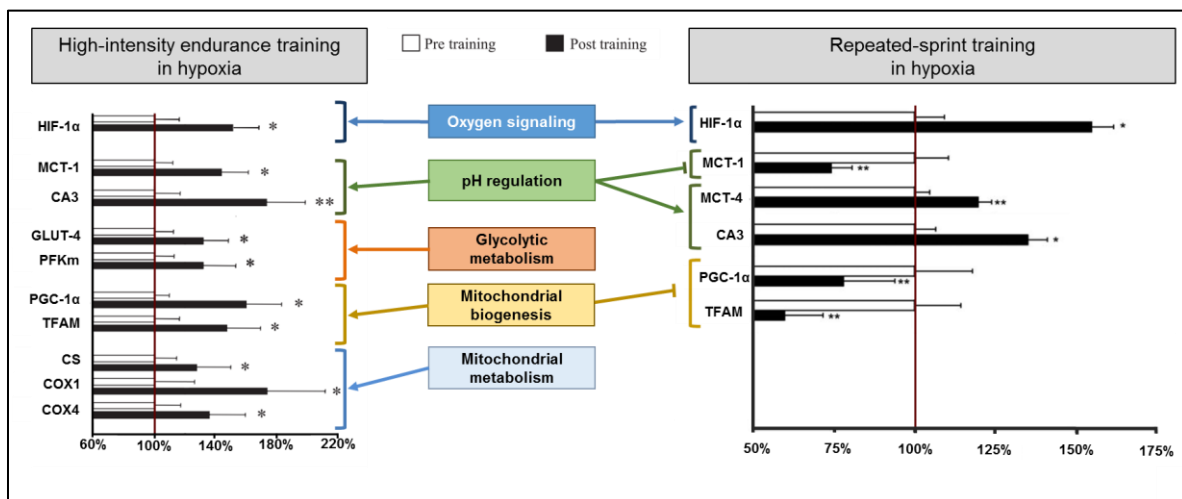 High-intensity endurance training
in hypoxia
Pre training
Post training
Repeated-sprint training
in hypoxia
HIF-1α
*
MCT-1
*
CA3
**
GLUT-4
*
PFKm
*
PGC-1α
*
TFAM
*
CS
*
COX1
*
COX4
*
60%
100%
140%
180%
220%
Oxygen signaling
pH regulation
Glycolytic
metabolism
Mitochondrial
biogenesis
Mitochondrial
metabolism
HIF-1α
*
MCT-1
**
MCT-4
**
CA3
*
PGC-1α
**
TFAM
**
50%
75%
100%
125%
150%
175%